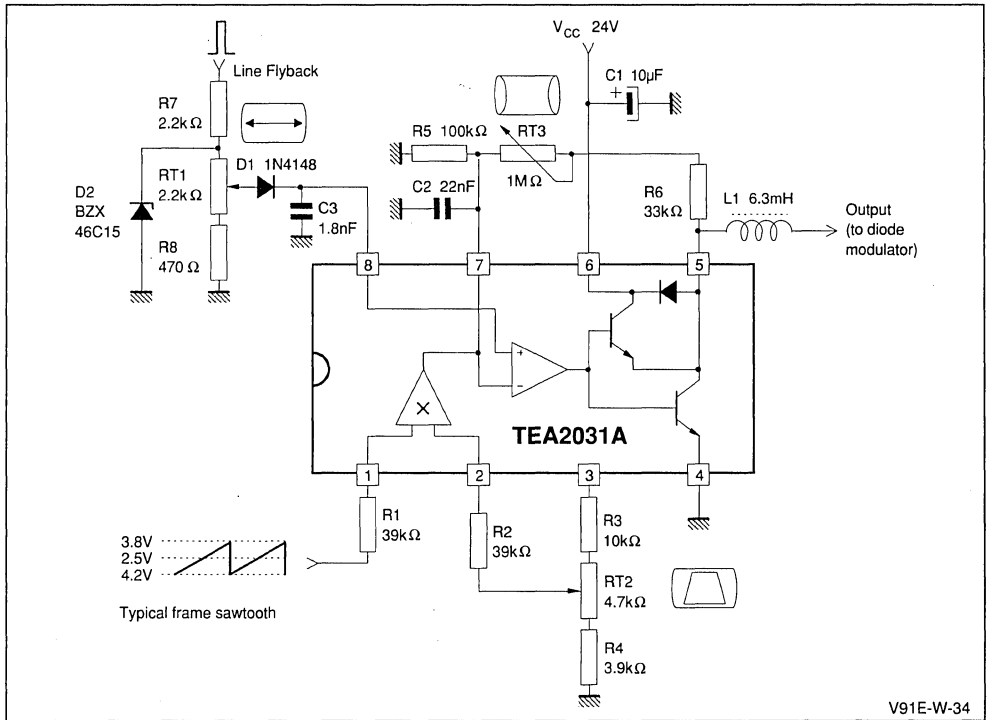 V_CC 24V
Line Flyback
C1 10µF
+
R7
2.2kΩ
R5 100kΩ
RT3
1MΩ
D1 1N4148
D2
BZX
46C15
RT1
2.2kΩ
C2 22nF
C3
1.8nF
R6
33kΩ
L1 6.3mH
Output
(to diode
modulator)
R8
470 Ω
8
7
6
5
+
−
×
TEA2031A
1
2
3
4
R1
39kΩ
R2
39kΩ
R3
10kΩ
RT2
4.7kΩ
R4
3.9kΩ
3.8V
2.5V
4.2V
Typical frame sawtooth
V91E-W-34